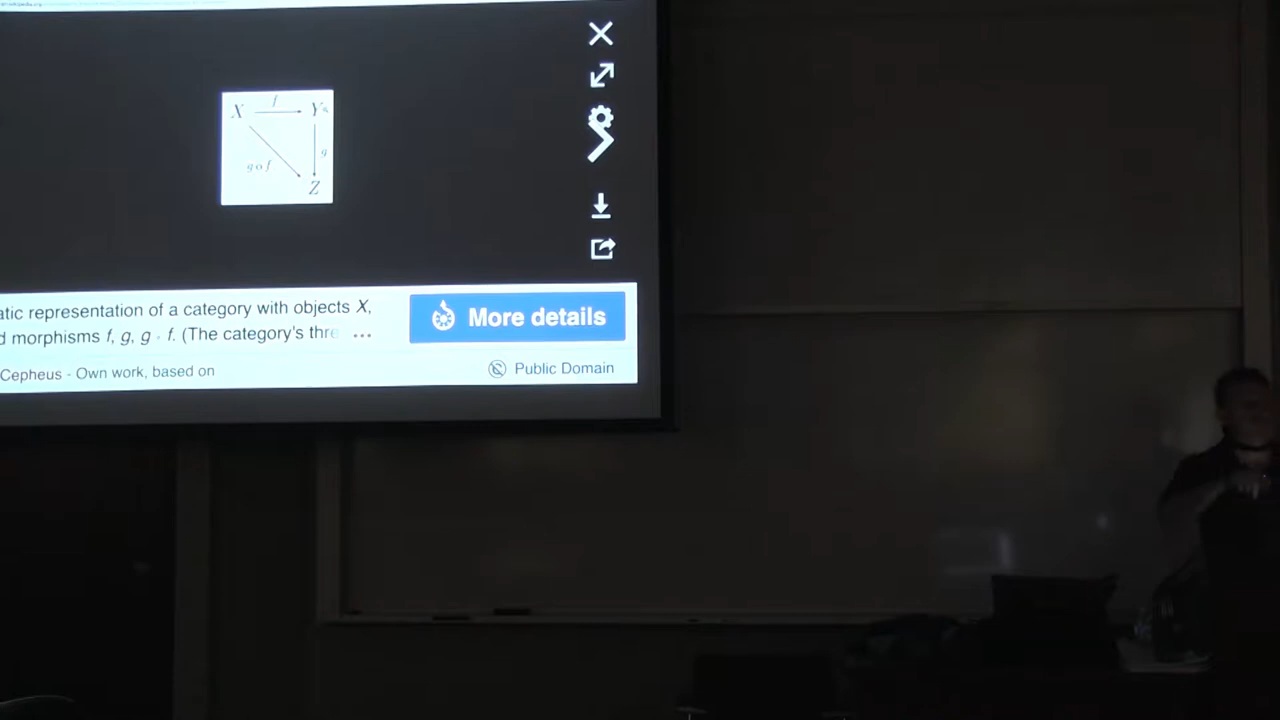 X f Y
g
g o f
Z
atic representation of a category with objects X,
d morphisms f, g, g · f. (The category's thre ...
More details
Cepheus - Own work, based on
Public Domain